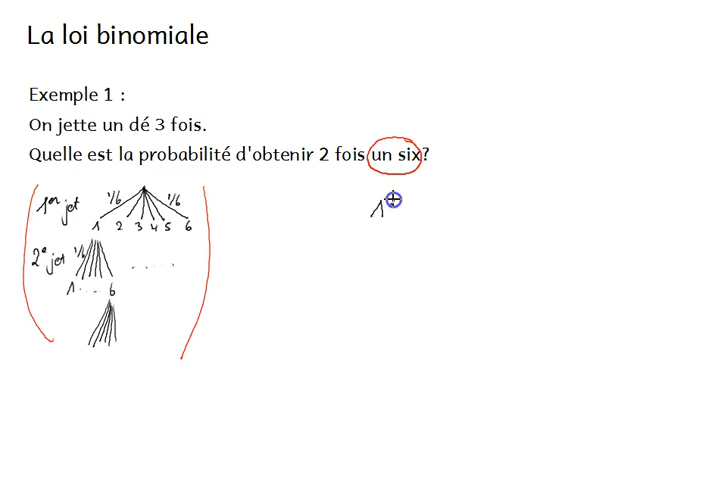 La loi binomiale
Exemple 1 :
On jette un dé 3 fois.
Quelle est la probabilité d'obtenir 2 fois un six?
1er jet 1/6 1/6
1 2 3 4 5 6
2e jet 1/6 ......
1 .... 6
1